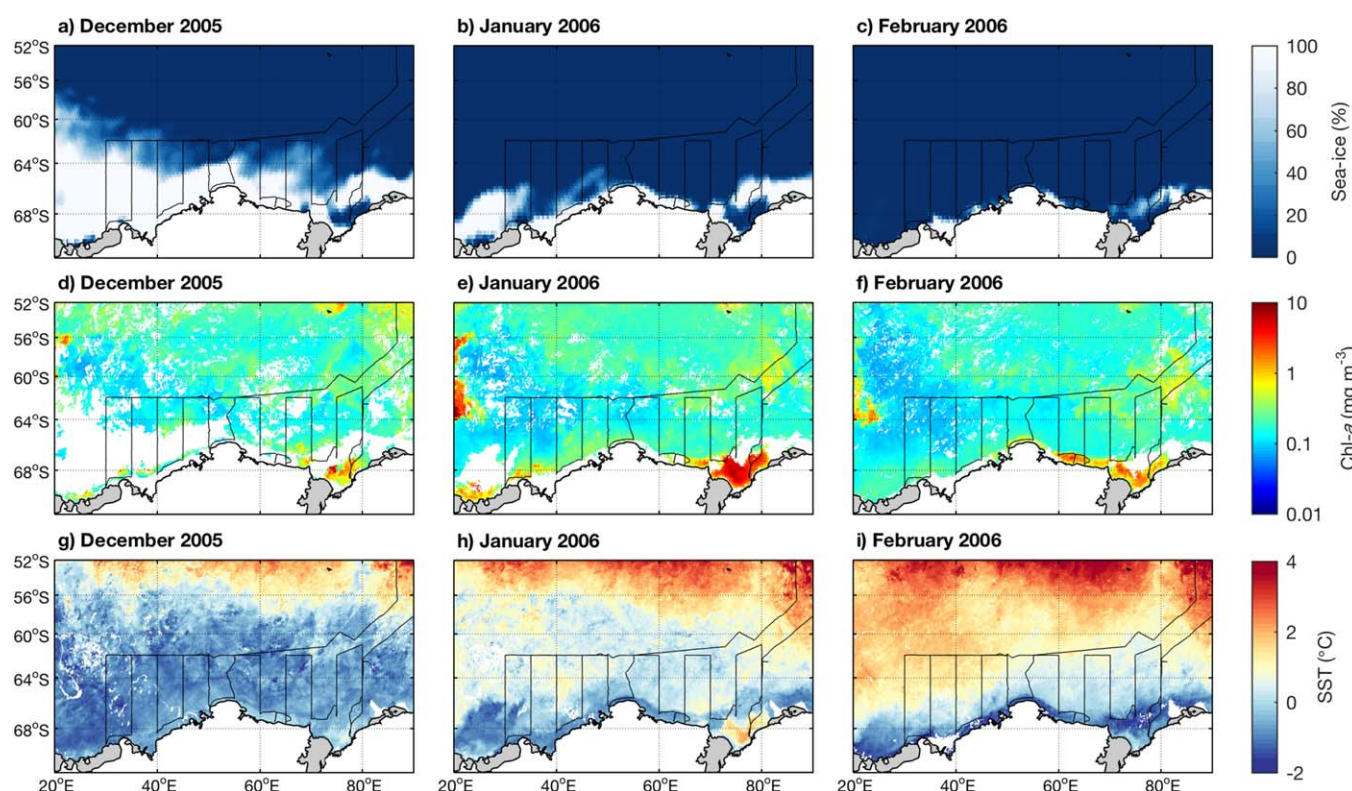 a) December 2005
b) January 2006
c) February 2006
52°S
56°S
60°S
64°S
68°S
100
80
60
40
20
0
Sea-ice (%)
d) December 2005
e) January 2006
f) February 2006
52°S
56°S
60°S
64°S
68°S
10
1
0.1
0.01
Chl-a (mg m⁻³)
g) December 2005
h) January 2006
i) February 2006
52°S
56°S
60°S
64°S
68°S
4
2
0
-2
SST (°C)
20°E 40°E 60°E 80°E 20°E 40°E 60°E 80°E 20°E 40°E 60°E 80°E